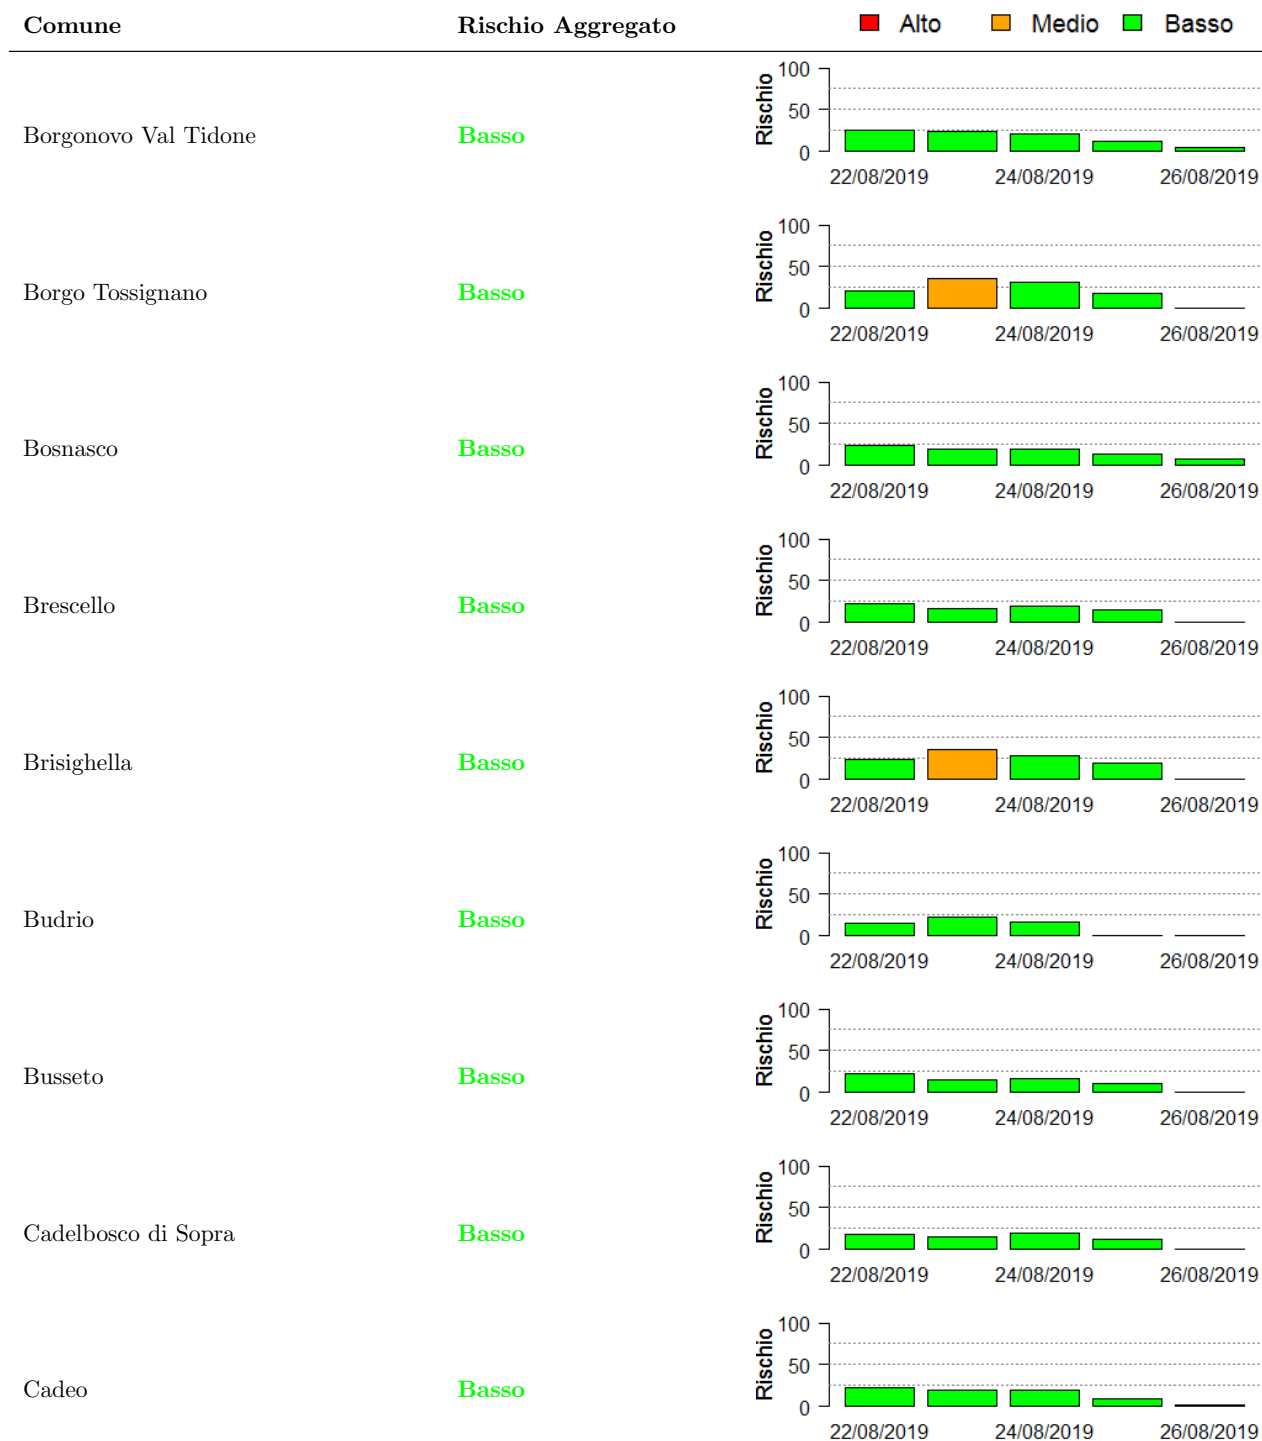 Comune Rischio Aggregato Alto Medio Basso
Borgonovo Val Tidone Basso
Rischio
100
50
0
22/08/2019 24/08/2019 26/08/2019
Borgo Tossignano Basso
Rischio
100
50
0
22/08/2019 24/08/2019 26/08/2019
Bosnasco Basso
Rischio
100
50
0
22/08/2019 24/08/2019 26/08/2019
Brescello Basso
Rischio
100
50
0
22/08/2019 24/08/2019 26/08/2019
Brisighella Basso
Rischio
100
50
0
22/08/2019 24/08/2019 26/08/2019
Budrio Basso
Rischio
100
50
0
22/08/2019 24/08/2019 26/08/2019
Busseto Basso
Rischio
100
50
0
22/08/2019 24/08/2019 26/08/2019
Cadelbosco di Sopra Basso
Rischio
100
50
0
22/08/2019 24/08/2019 26/08/2019
Cadeo Basso
Rischio
100
50
0
22/08/2019 24/08/2019 26/08/2019